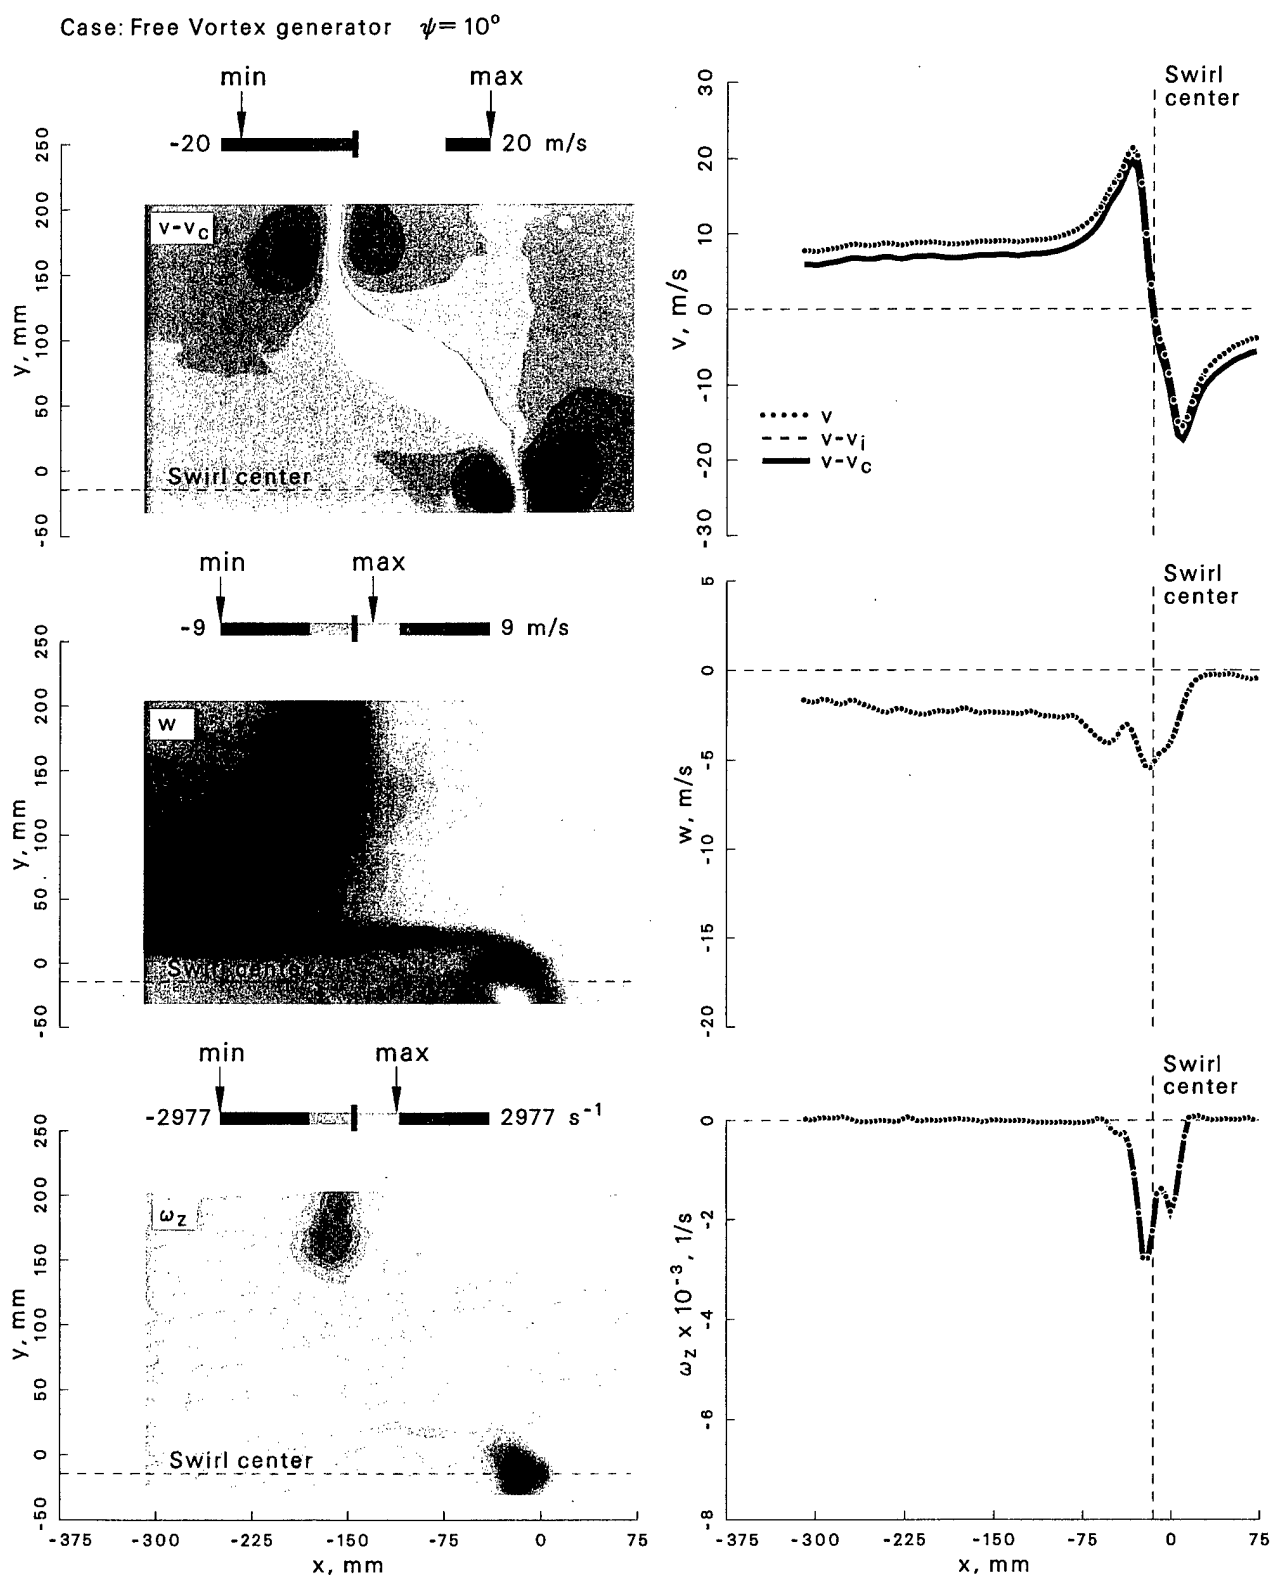 Case: Free Vortex generator ψ= 10°
min max
-20 20 m/s
250
200
150
100
50
0
-50
y, mm
v-vc
Swirl center
30
20
10
0
-10
-20
-30
v, m/s
Swirl
center
v
v-vi
v-vc
min max
-9 9 m/s
250
200
150
100
50
0
-50
y, mm
w
Swirl center
5
0
-5
-10
-15
-20
w, m/s
Swirl
center
min max
-2977 2977 s-1
250
200
150
100
50
0
-50
y, mm
ωz
Swirl center
-375 -300 -225 -150 -75 0 75
x, mm
0
-2
-4
-6
-8
ωz x 10-3, 1/s
Swirl
center
-375 -300 -225 -150 -75 0 75
x, mm